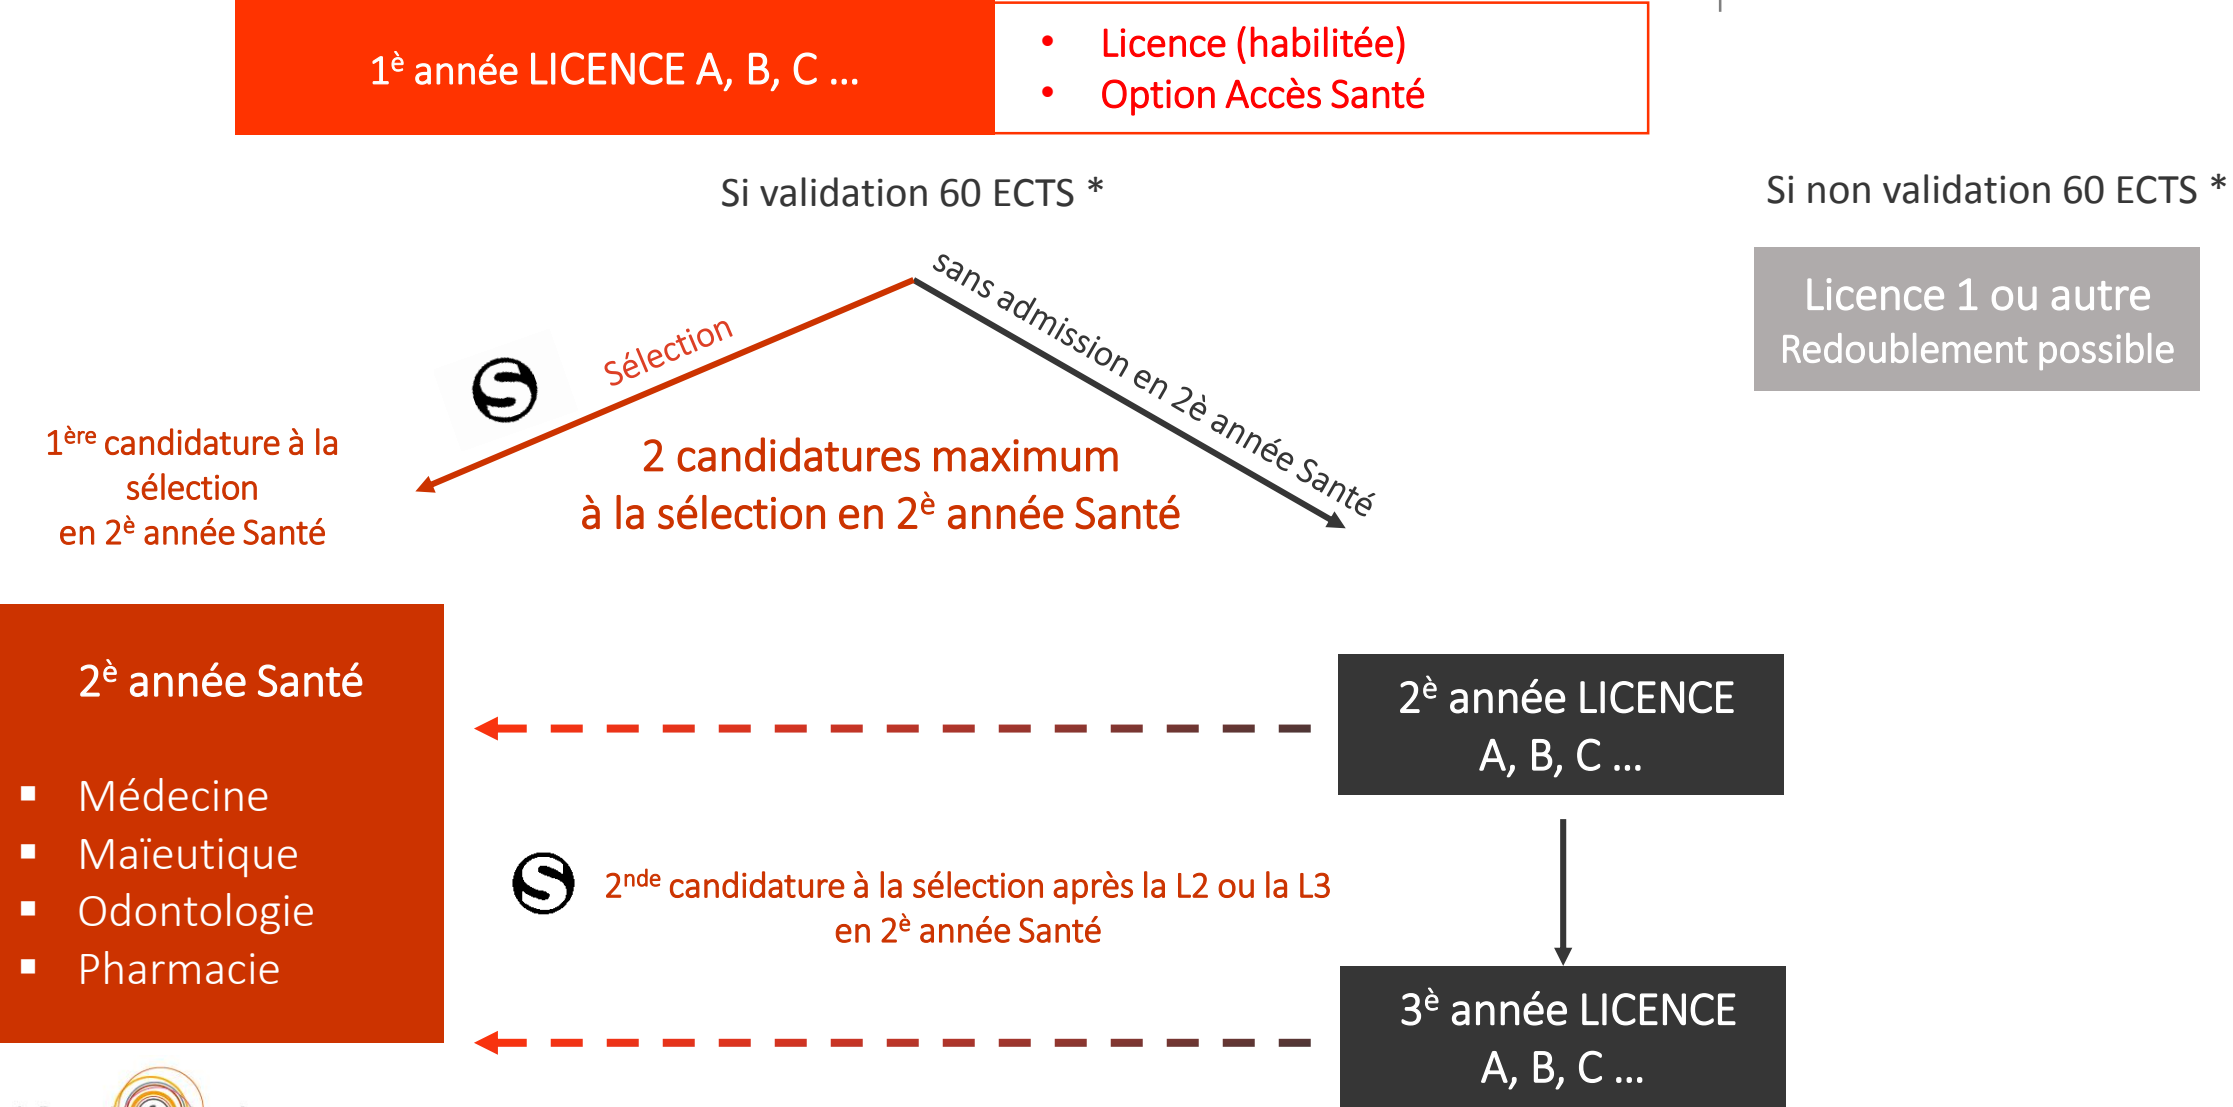 1è année LICENCE A, B, C ...
• Licence (habilitée)
• Option Accès Santé
Si validation 60 ECTS *
Si non validation 60 ECTS *
Licence 1 ou autre
Redoublement possible
Sélection
sans admission en 2è année Santé
1ère candidature à la
sélection
en 2è année Santé
2 candidatures maximum
à la sélection en 2è année Santé
2è année Santé
▪ Médecine
▪ Maïeutique
▪ Odontologie
▪ Pharmacie
2è année LICENCE
A, B, C ...
S
S
2nde candidature à la sélection après la L2 ou la L3
en 2è année Santé
3è année LICENCE
A, B, C ...